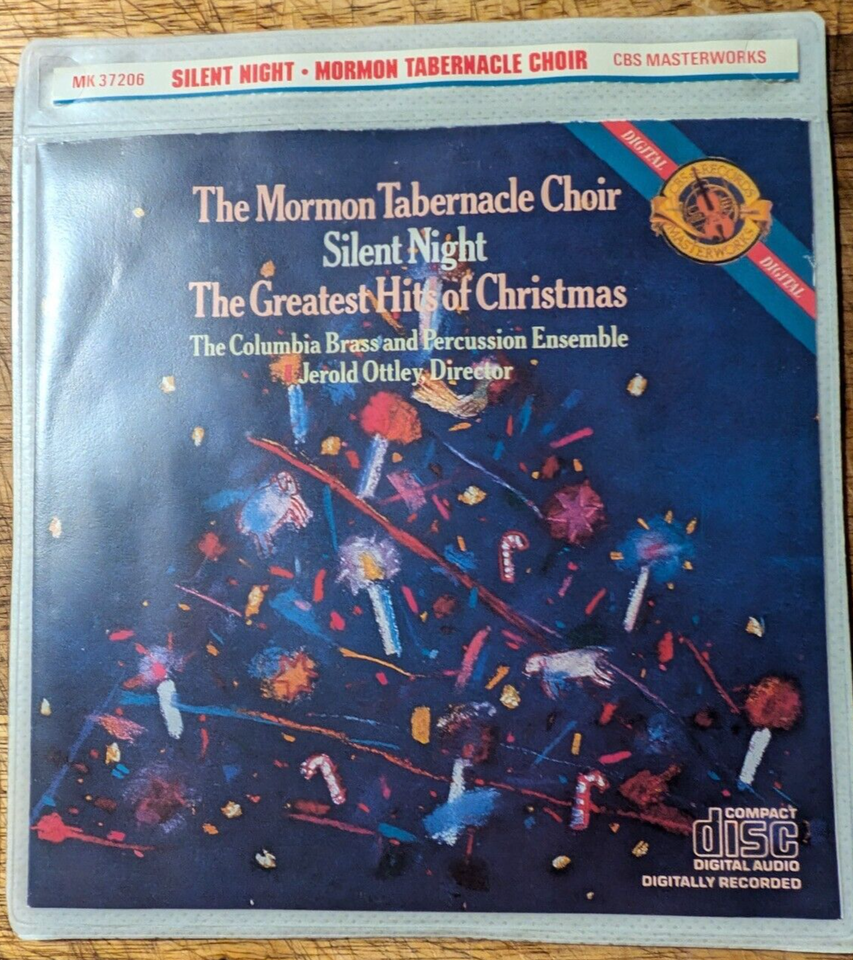 MK 37206 SILENT NIGHT • MORMON TABERNACLE CHOIR CBS MASTERWORKS
DIGITAL
CBS RECORDS
MASTERWORKS
DIGITAL
The Mormon Tabernacle Choir
Silent Night
The Greatest Hits of Christmas
The Columbia Brass and Percussion Ensemble
Jerold Ottley, Director
COMPACT
disc
DIGITAL AUDIO
DIGITALLY RECORDED